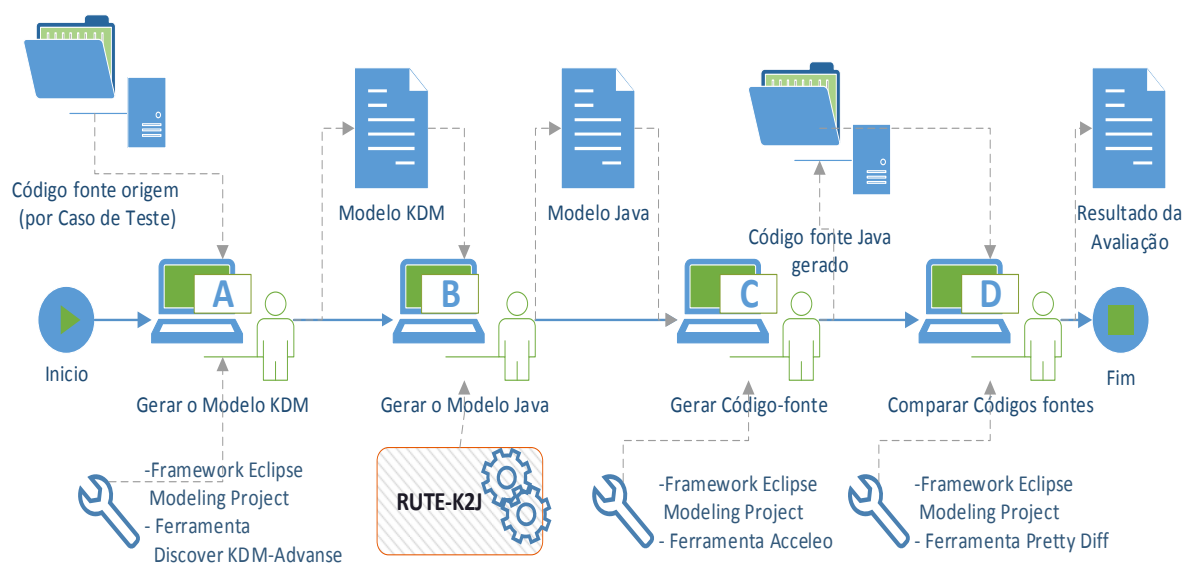 Código fonte origem
(por Caso de Teste)
Modelo KDM
Modelo Java
Código fonte Java
gerado
Resultado da
Avaliação
A
B
C
D
Inicio
Fim
Gerar o Modelo KDM
Gerar o Modelo Java
Gerar Código-fonte
Comparar Códigos fontes
-Framework Eclipse
Modeling Project
- Ferramenta
Discover KDM-Advanse
RUTE-K2J
-Framework Eclipse
Modeling Project
- Ferramenta Acceleo
-Framework Eclipse
Modeling Project
- Ferramenta Pretty Diff